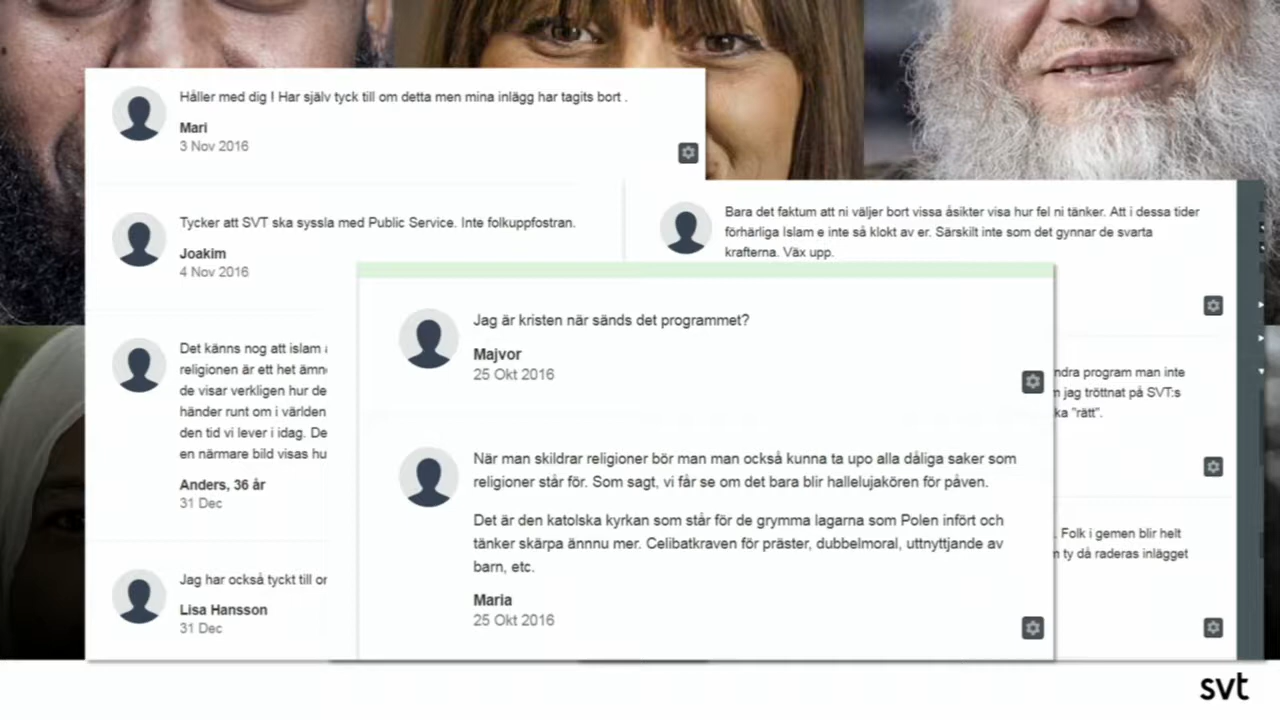 Håller med dig ! Har själv tyck till om detta men mina inlägg har tagits bort .
Mari
3 Nov 2016
Tycker att SVT ska syssla med Public Service. Inte folkuppfostran.
Joakim
4 Nov 2016
Det känns nog att islam
religionen är ett het
de visar verkligen hur
händer runt om i världen
den tid vi lever i idag.
en närmare bild visas
Anders, 36 år
31 Dec
Jag har också tyckt till
Lisa Hansson
31 Dec
Bara det faktum att ni väljer bort vissa åsikter visa hur fel ni tänker. Att i dessa tider
förhärliga Islam e inte så klokt av er. Särskilt inte som det gynnar de svarta
krafterna. Väx upp.
Jag är kristen när sänds det programmet?
Majvor
25 Okt 2016
När man skildrar religioner bör man man också kunna ta upo alla dåliga saker som
religioner står för. Som sagt, vi får se om det bara blir hallelujakören för påven.
Det är den katolska kyrkan som står för de grymma lagarna som Polen infört och
tänker skärpa ännnu mer. Celibatkraven för präster, dubbelmoral, uttnyttjande av
barn, etc.
Maria
25 Okt 2016
program man inte
jag tröttnat på SVT:s
"rätt".
. Folk i gemen blir helt
ty då raderas inlägget
svt